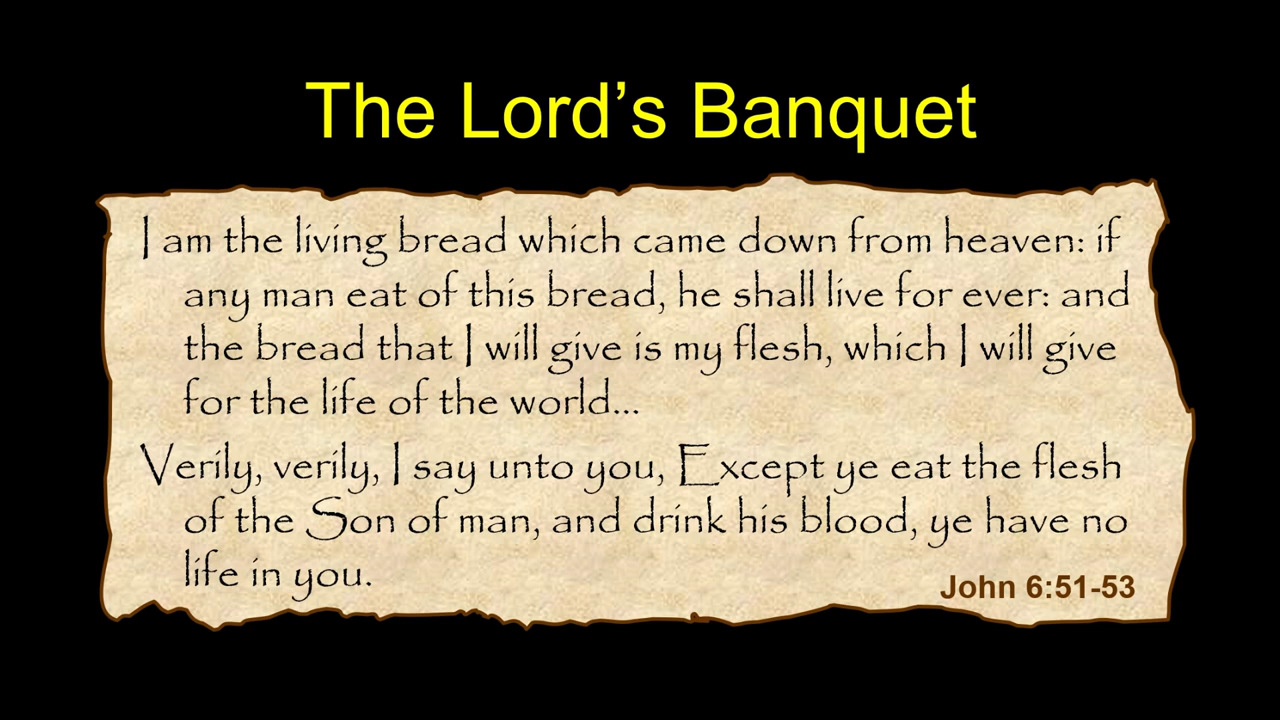 The Lord’s Banquet
I am the living bread which came down from heaven: if
any man eat of this bread, he shall live for ever: and
the bread that I will give is my flesh, which I will give
for the life of the world...
Verily, verily, I say unto you, Except ye eat the flesh
of the Son of man, and drink his blood, ye have no
life in you.
John 6:51-53